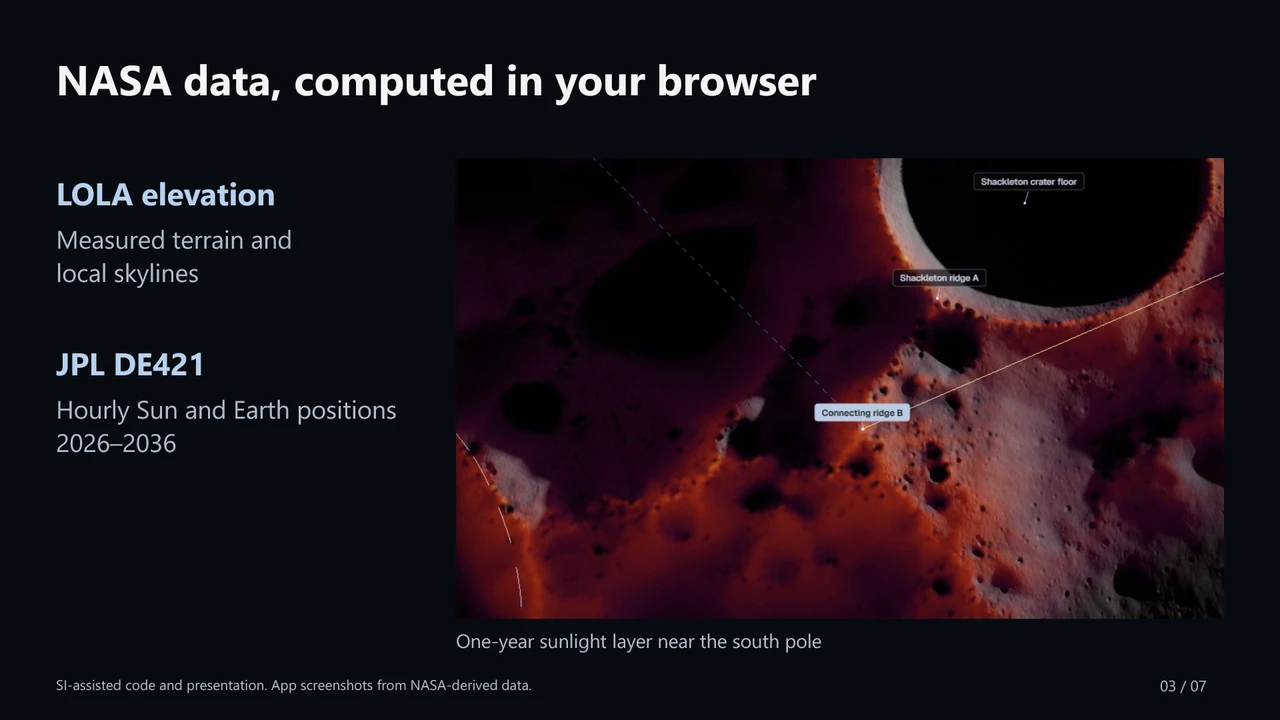 NASA data, computed in your browser
LOLA elevation
Measured terrain and
local skylines
JPL DE421
Hourly Sun and Earth positions
2026–2036
Shackleton crater floor
Shackleton ridge A
Connecting ridge B
One-year sunlight layer near the south pole
SI-assisted code and presentation. App screenshots from NASA-derived data.
03 / 07